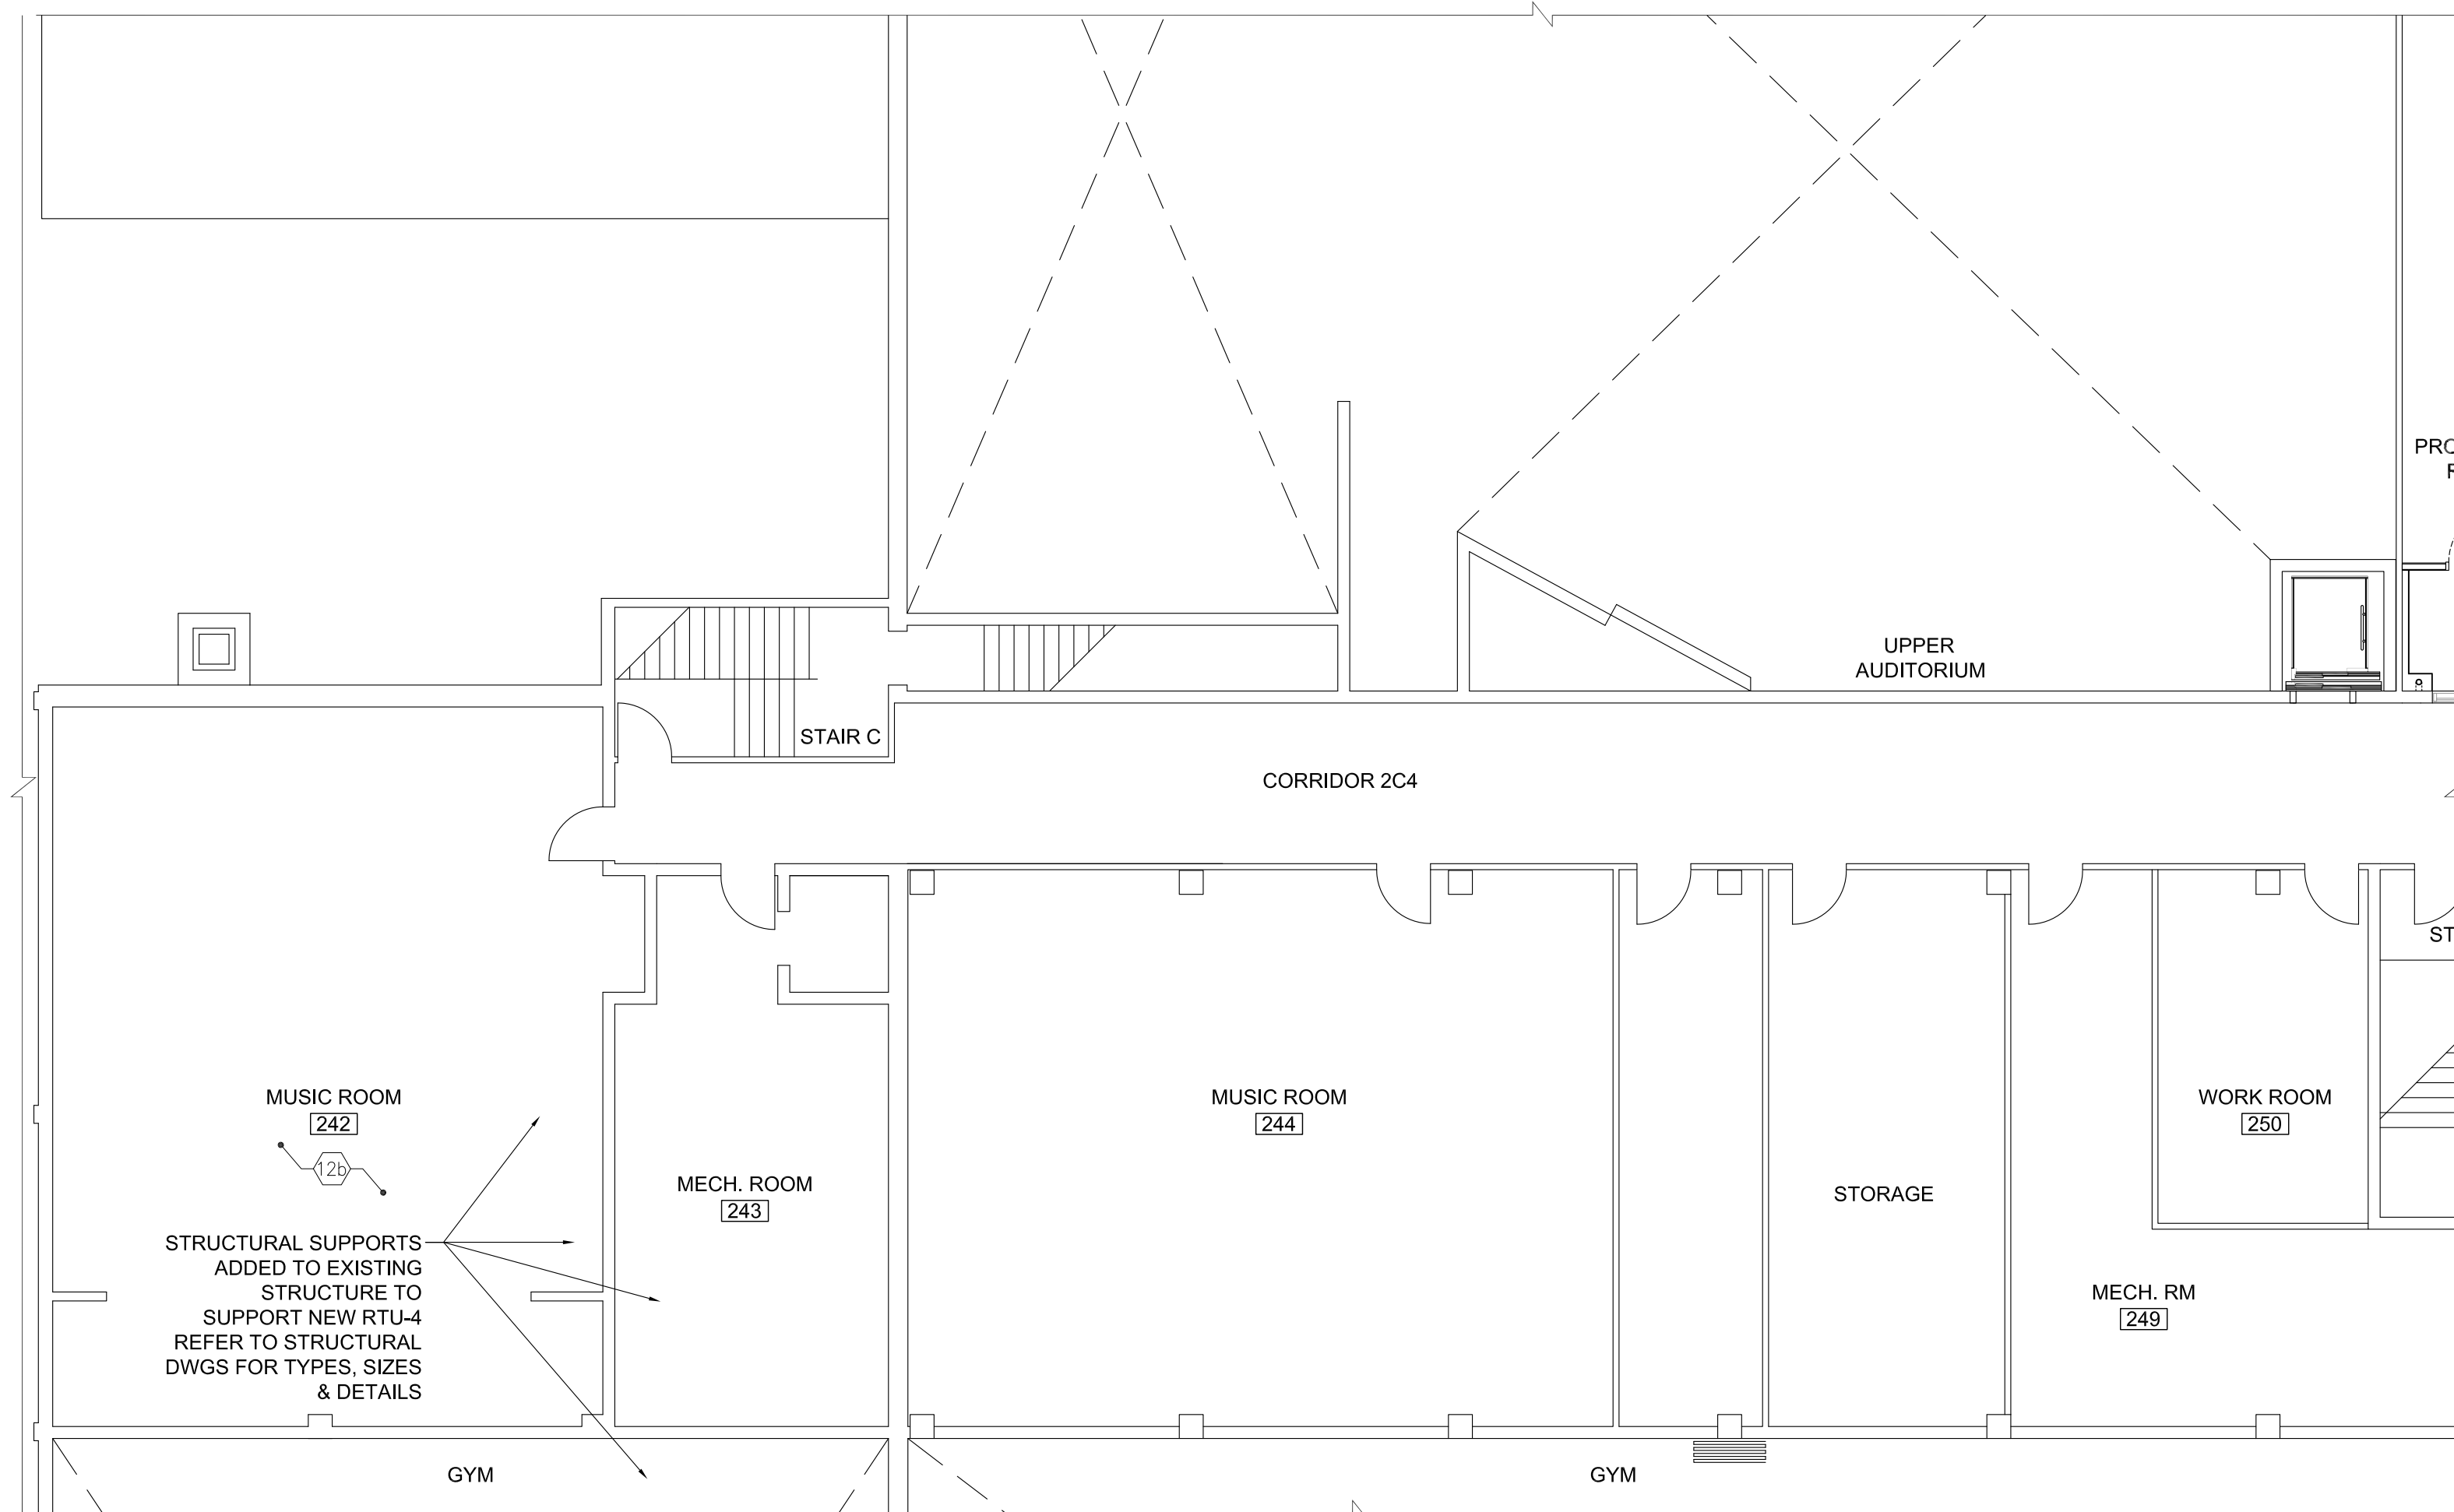 UPPER
AUDITORIUM
STAIR C
CORRIDOR 2C4
MUSIC ROOM
242
12b
STRUCTURAL SUPPORTS
ADDED TO EXISTING
STRUCTURE TO
SUPPORT NEW RTU-4
REFER TO STRUCTURAL
DWGS FOR TYPES, SIZES
& DETAILS
MECH. ROOM
243
MUSIC ROOM
244
STORAGE
WORK ROOM
250
MECH. RM
249
GYM
GYM